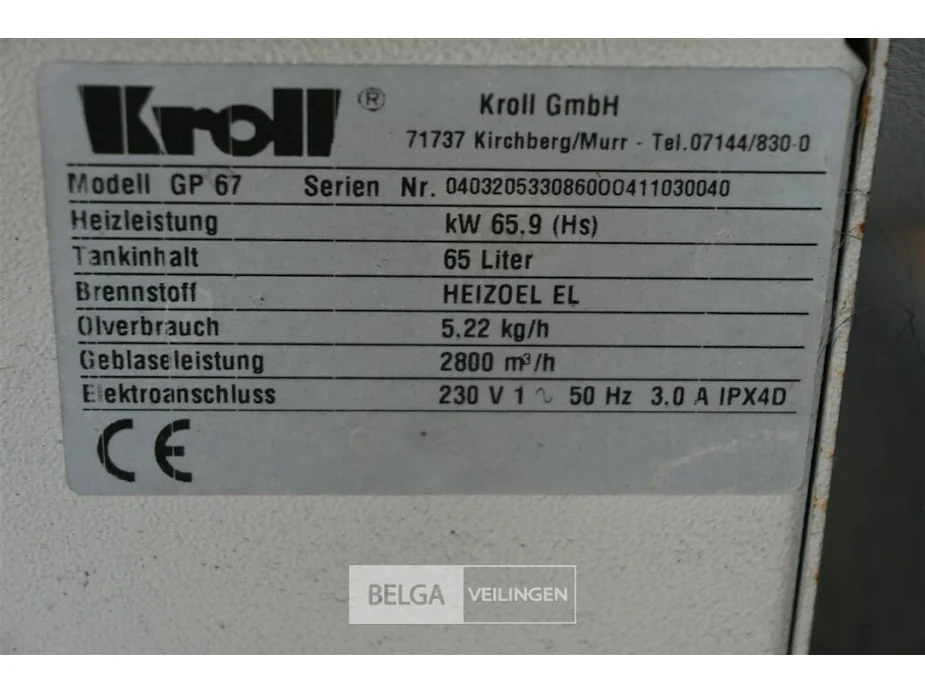 Kroll ® Kroll GmbH
71737 Kirchberg/Murr - Tel.07144/830-0
Modell GP 67 Serien Nr. 0403205330860000411030040
Heizleistung kW 65,9 (Hs)
Tankinhalt 65 Liter
Brennstoff HEIZOEL EL
Olverbrauch 5,22 kg/h
Geblaseleistung 2800 m³/h
Elektroanschluss 230 V 1 ~ 50 Hz 3.0 A IPX4D
CE
BELGA VEILINGEN